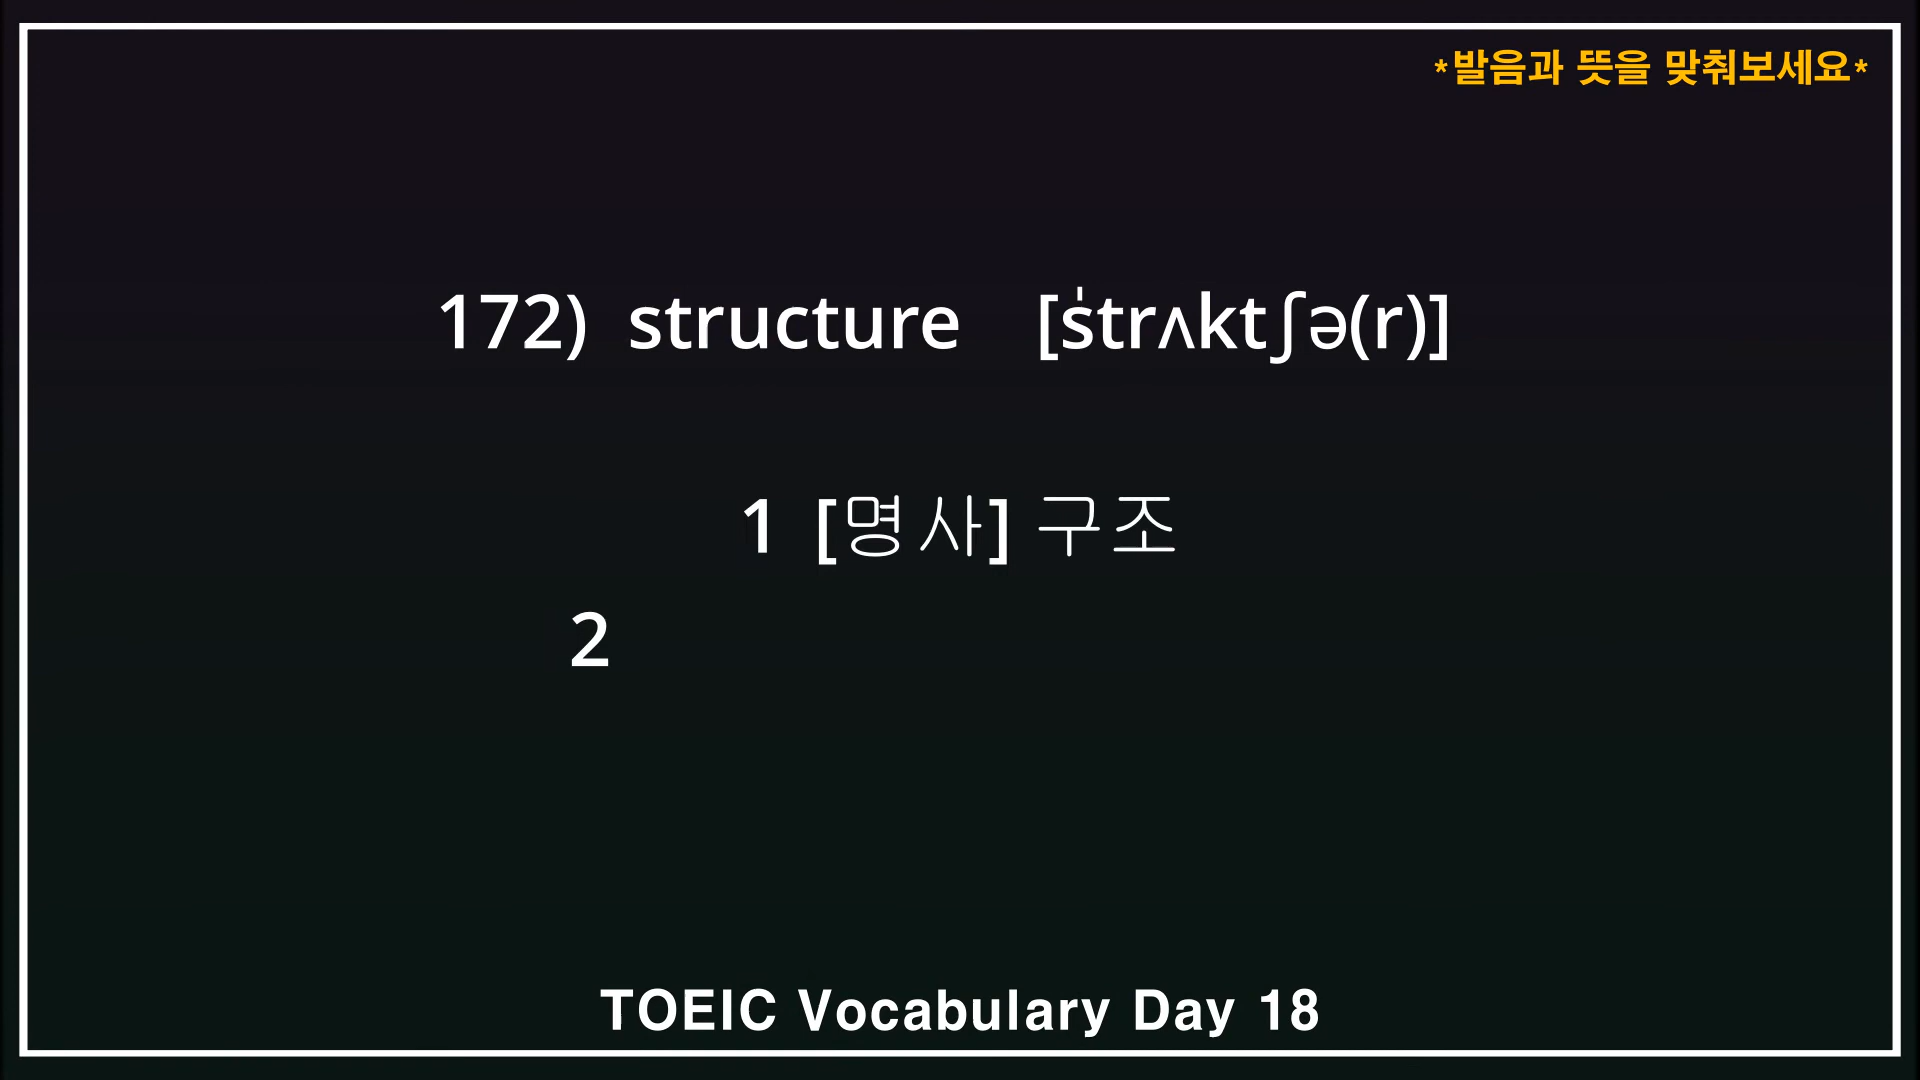 *발음과 뜻을 맞춰보세요*
172) structure [ˈstrʌktʃə(r)]
1 [명사] 구조
2
TOEIC Vocabulary Day 18